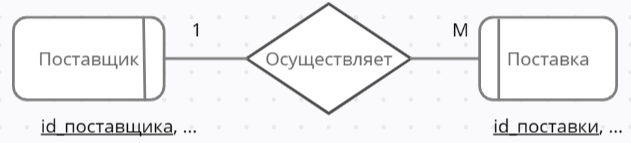 1
M
Поставщик
Осуществляет
Поставка
id_поставщика, ...
id_поставки, ...